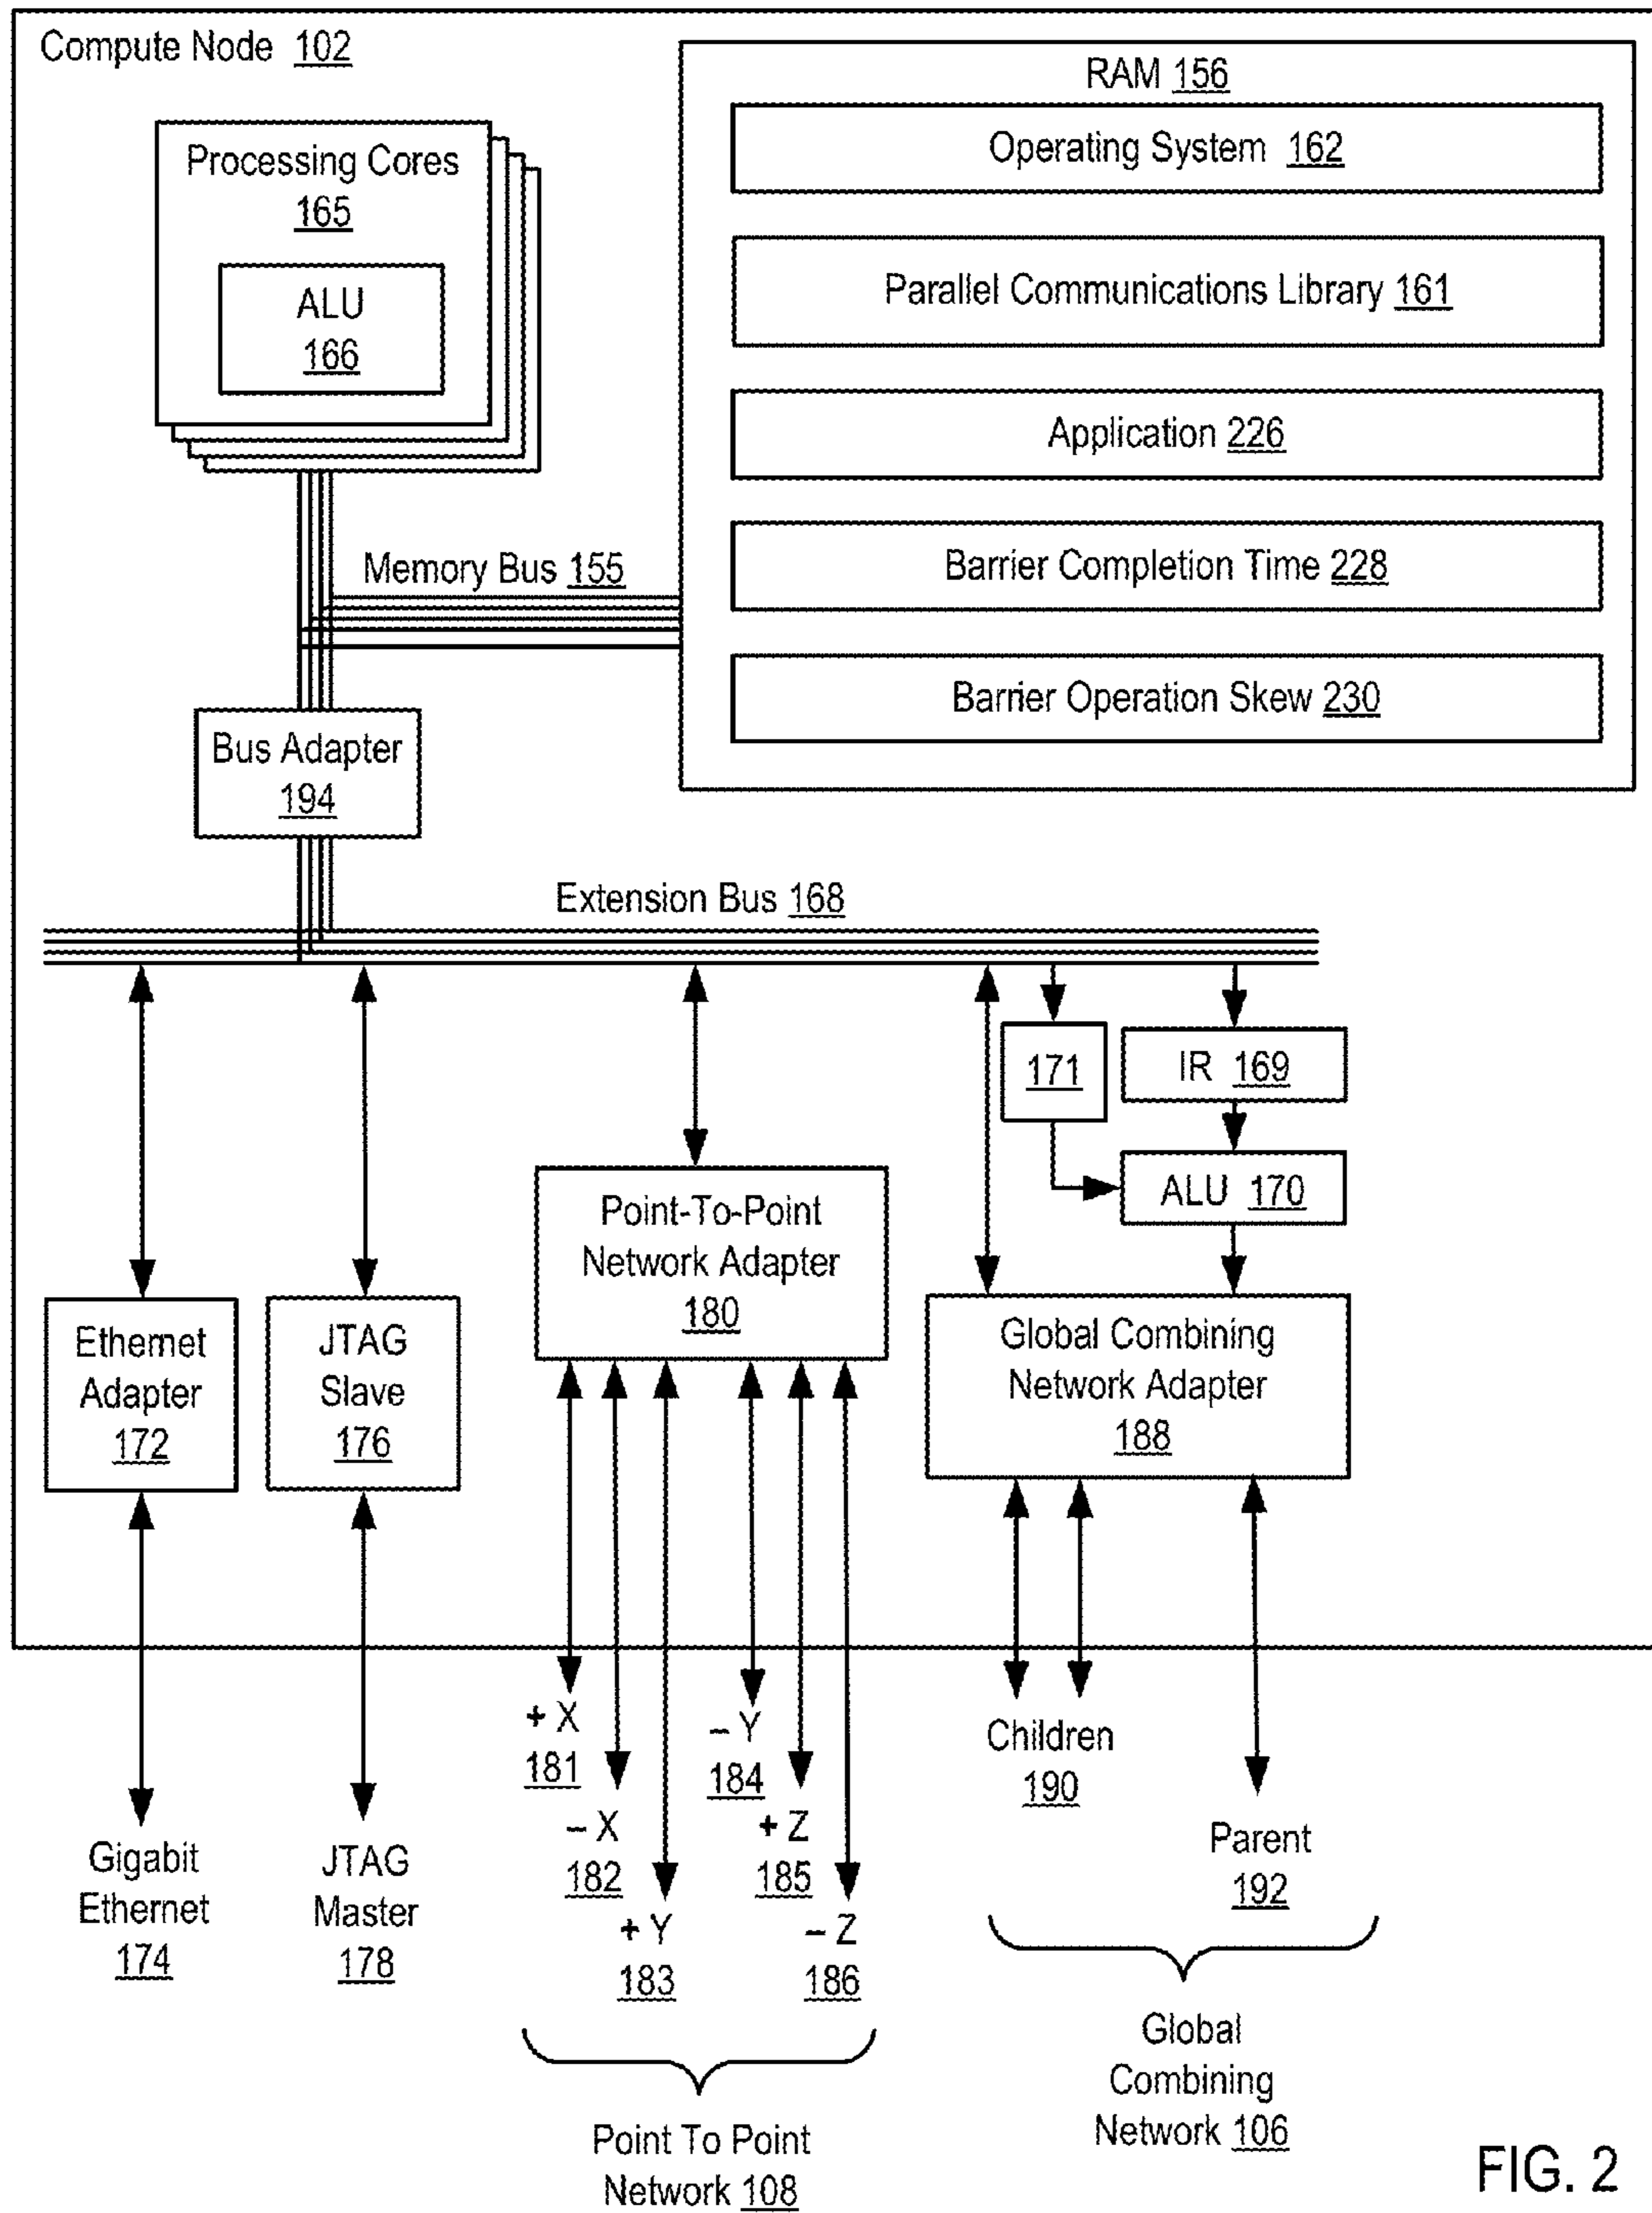 Compute Node 102
RAM 156
Operating System 162
Parallel Communications Library 161
Application 226
Barrier Completion Time 228
Barrier Operation Skew 230
Processing Cores
165
ALU
166
Memory Bus 155
Bus Adapter
194
Extension Bus 168
171
IR 169
ALU 170
Point-To-Point
Network Adapter
180
Ethernet
Adapter
172
JTAG
Slave
176
Global Combining
Network Adapter
188
+ X
181
– X
182
+ Y
183
– Y
184
+ Z
185
– Z
186
Children
190
Parent
192
Gigabit
Ethernet
174
JTAG
Master
178
Point To Point
Network 108
Global
Combining
Network 106
FIG. 2